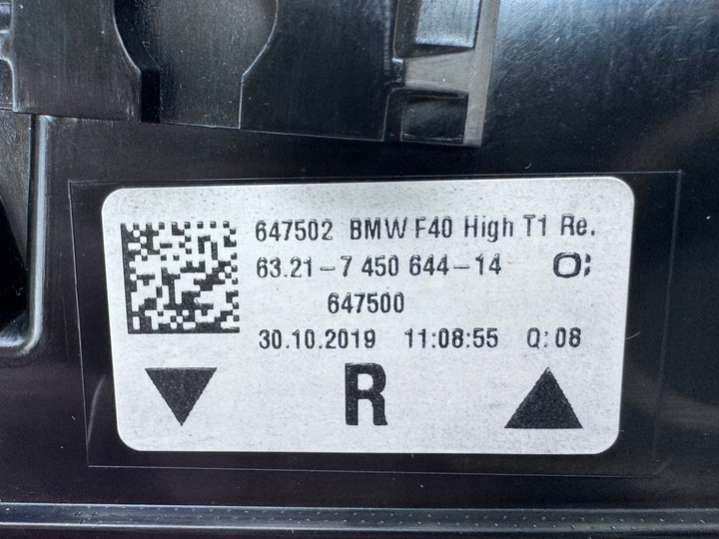 647502 BMW F40 High T1 Re.
63.21-7 450 644-14 O:
647500
30.10.2019 11:08:55 Q:08
R